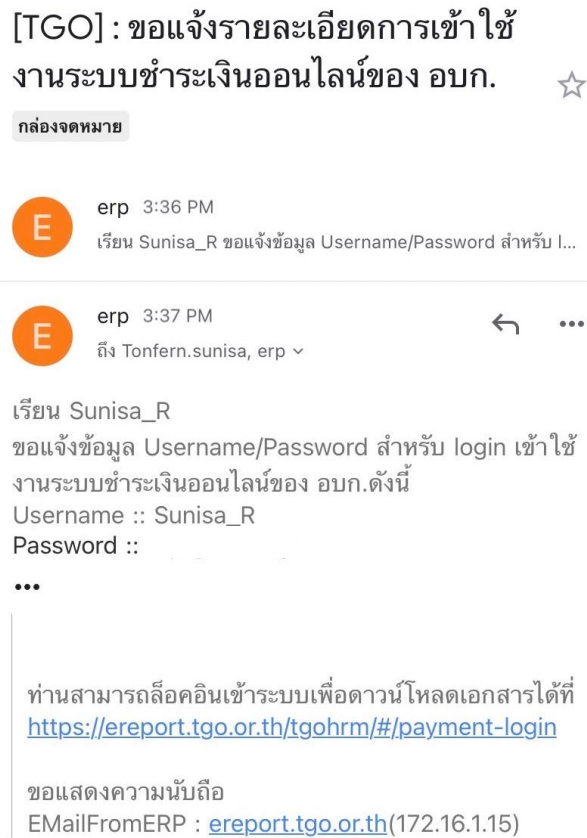 [TGO] : ขอแจ้งรายละเอียดการเข้าใช้
งานระบบชำระเงินออนไลน์ของ อบก.
กล่องจดหมาย
E
erp 3:36 PM
เรียน Sunisa_R ขอแจ้งข้อมูล Username/Password สำหรับ l...
E
erp 3:37 PM
ถึง Tonfern.sunisa, erp
เรียน Sunisa_R
ขอแจ้งข้อมูล Username/Password สำหรับ login เข้าใช้
งานระบบชำระเงินออนไลน์ของ อบก.ดังนี้
Username :: Sunisa_R
Password ::
ท่านสามารถล็อคอินเข้าระบบเพื่อดาวน์โหลดเอกสารได้ที่
https://ereport.tgo.or.th/tgohrm/#/payment-login
ขอแสดงความนับถือ
EMailFromERP : ereport.tgo.or.th(172.16.1.15)